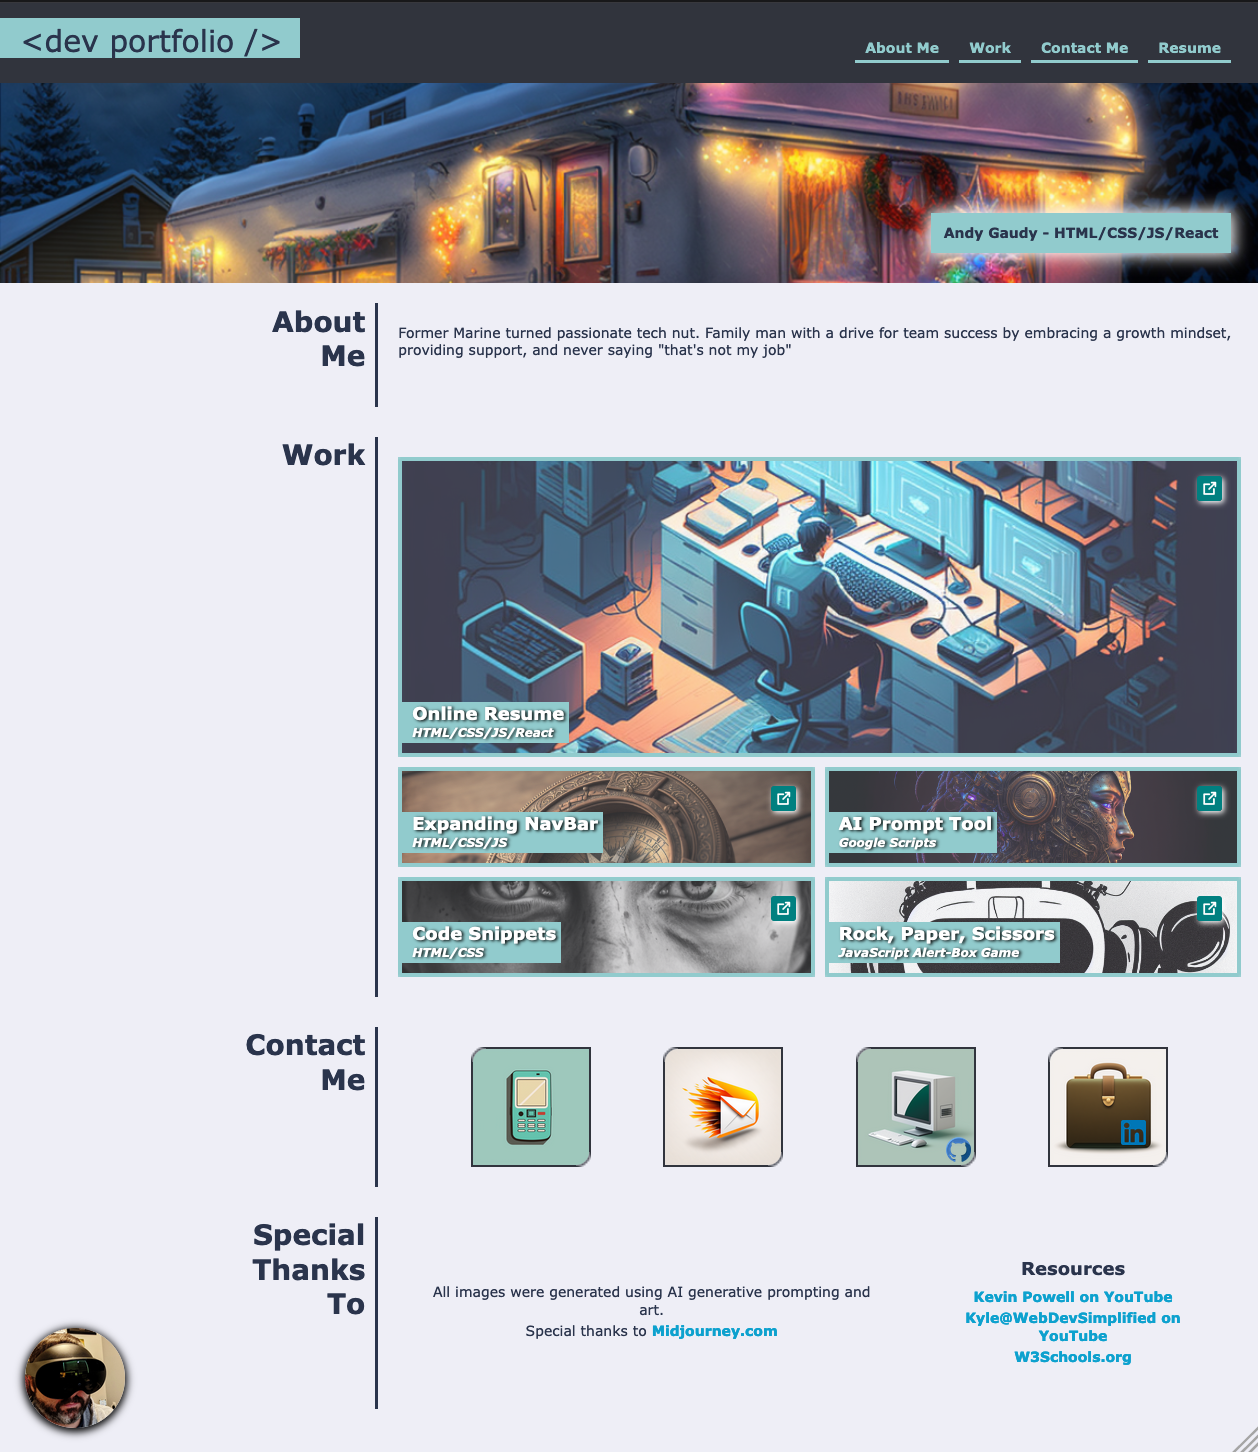 <dev portfolio />
About Me
Work
Contact Me
Resume
Andy Gaudy - HTML/CSS/JS/React
About
Me
Former Marine turned passionate tech nut. Family man with a drive for team success by embracing a growth mindset,
providing support, and never saying "that's not my job"
Work
Online Resume
HTML/CSS/JS/React
Expanding NavBar
HTML/CSS/JS
AI Prompt Tool
Google Scripts
Code Snippets
HTML/CSS
Rock, Paper, Scissors
JavaScript Alert-Box Game
Contact
Me
in
Special
Thanks
To
All images were generated using AI generative prompting and
art.
Special thanks to Midjourney.com
Resources
Kevin Powell on YouTube
Kyle@WebDevSimplified on
YouTube
W3Schools.org